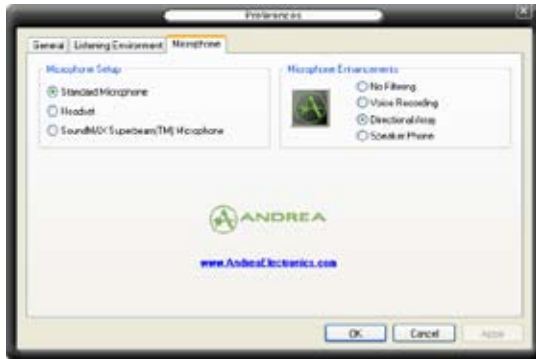 Preferences
General
Listening Environment
Microphone
Microphone Setup
Standard Microphone
Headset
SoundMAX Superbeam(TM) Microphone
Microphone Enhancements
No Filtering
Voice Recording
Directional Array
Speaker Phone
ANDREA
www.AndreaElectronics.com
OK
Cancel
Apply